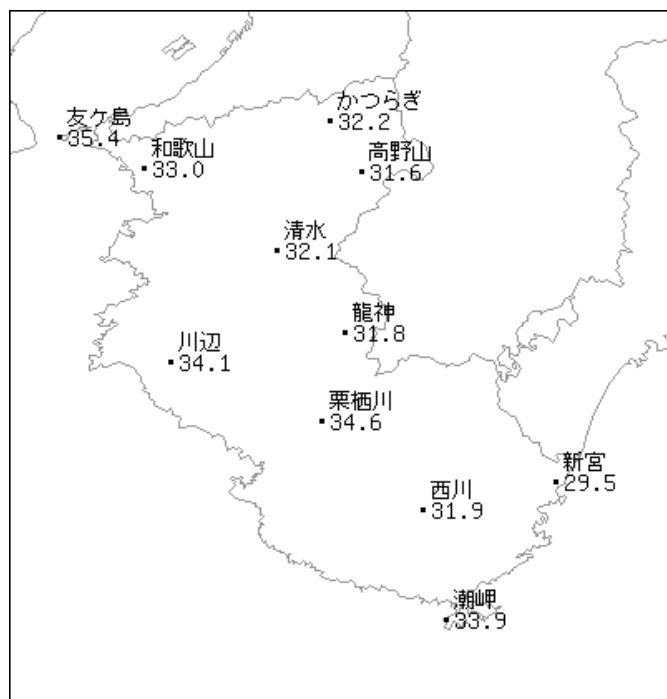 かつらぎ
32.2
友ケ島
35.4
和歌山
33.0
高野山
31.6
清水
32.1
龍神
31.8
川辺
34.1
栗栖川
34.6
新宮
29.5
西川
31.9
潮岬
33.9